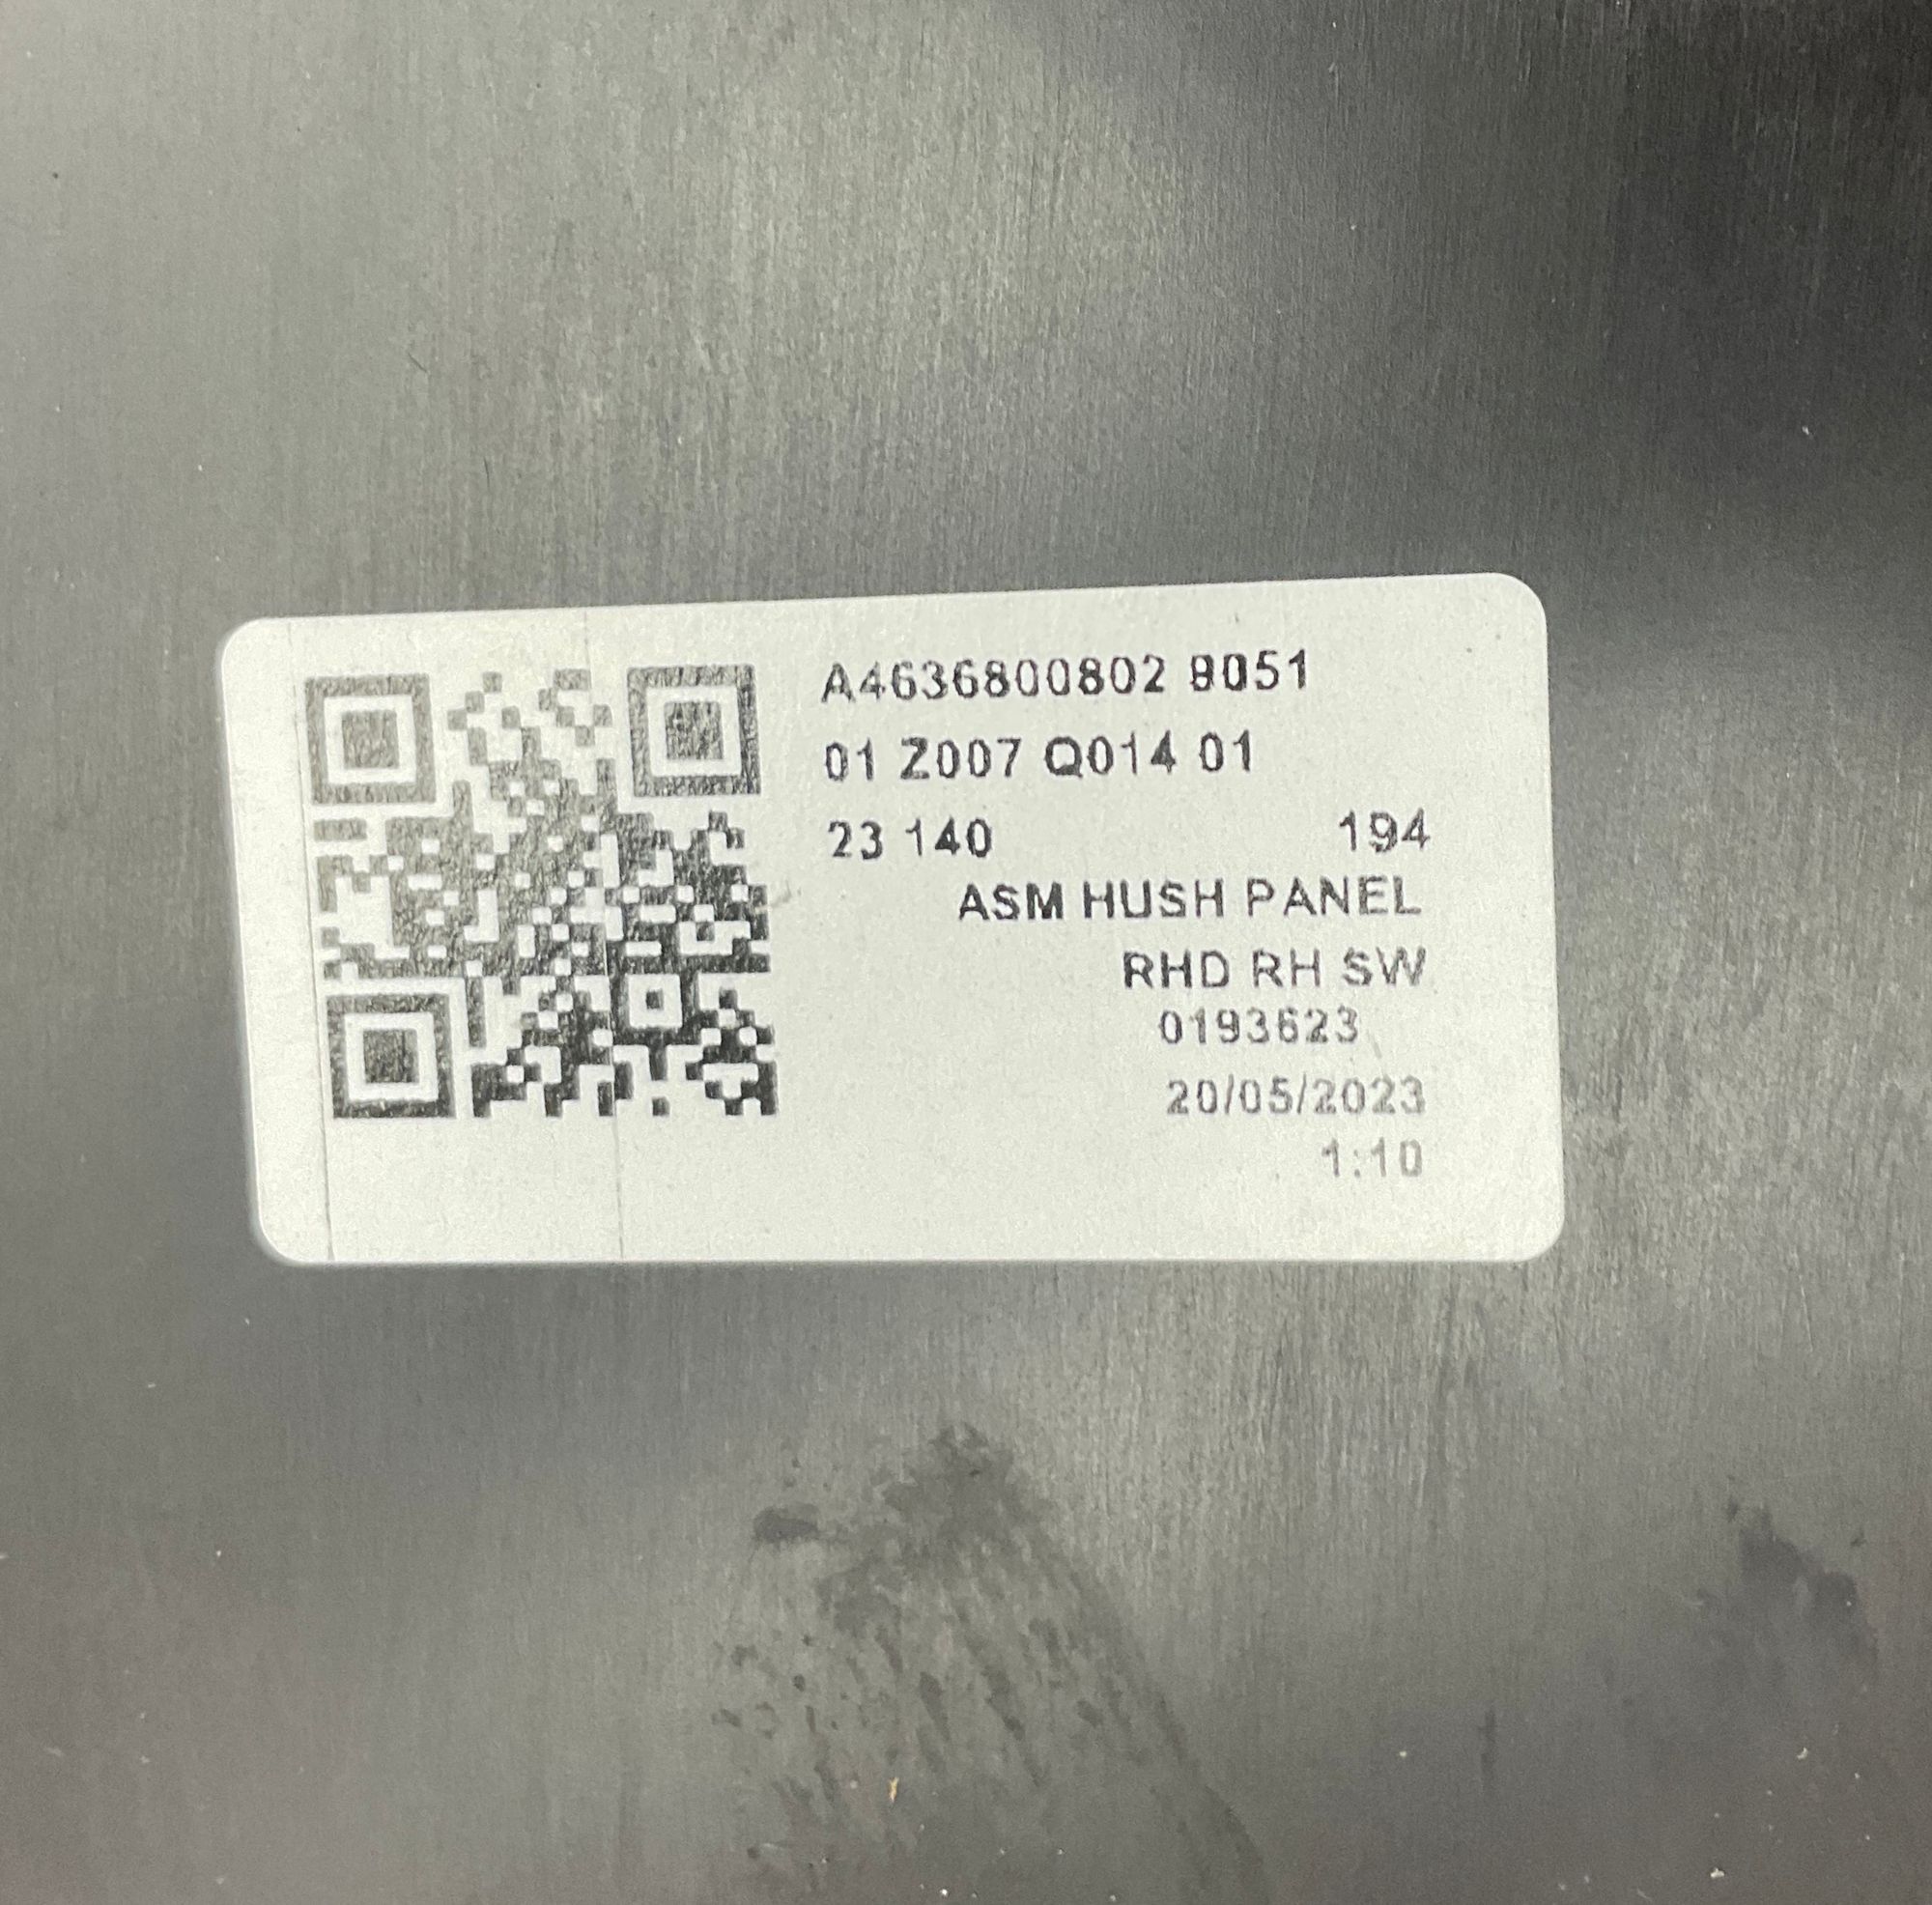 A4636800802 9051
01 Z007 Q014 01
23 140 194
ASM HUSH PANEL
RHD RH SW
0193623
20/05/2023
1:10